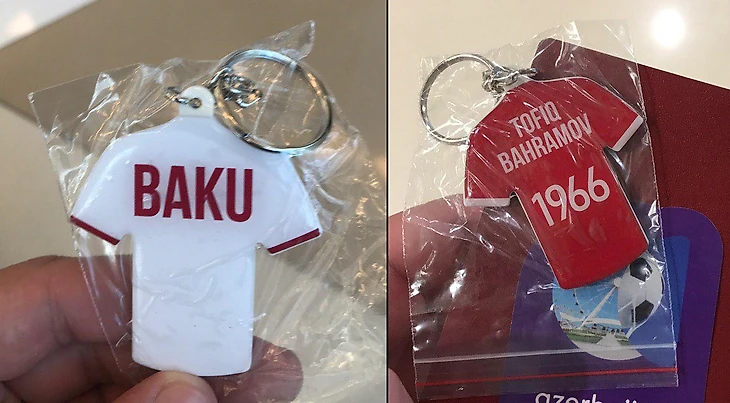 BAKU
TOFIQ
BAHRAMOV
1966